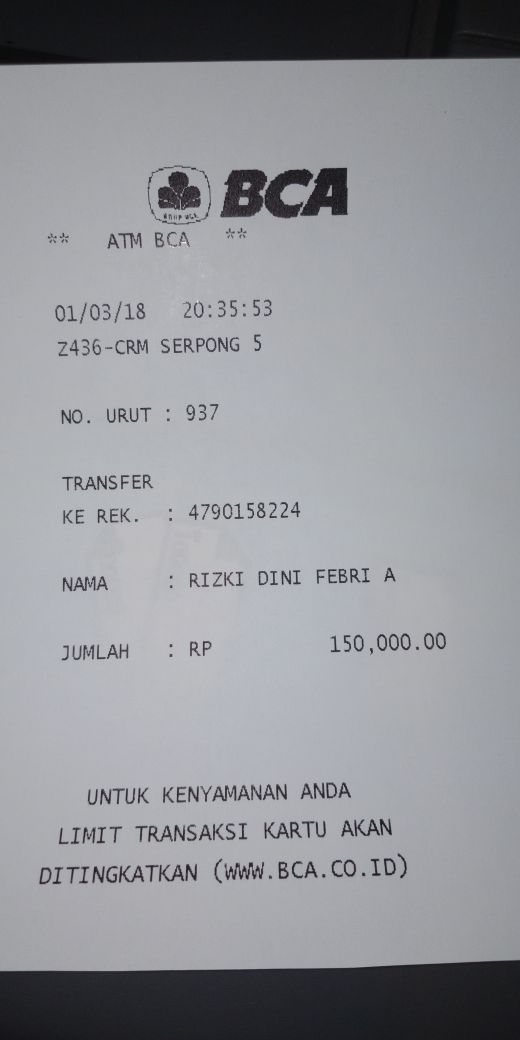 BCA
** ATM BCA **
01/03/18 20:35:53
Z436-CRM SERPONG 5
NO. URUT : 937
TRANSFER
KE REK. : 4790158224
NAMA : RIZKI DINI FEBRI A
JUMLAH : RP 150,000.00
UNTUK KENYAMANAN ANDA
LIMIT TRANSAKSI KARTU AKAN
DITINGKATKAN (WWW.BCA.CO.ID)